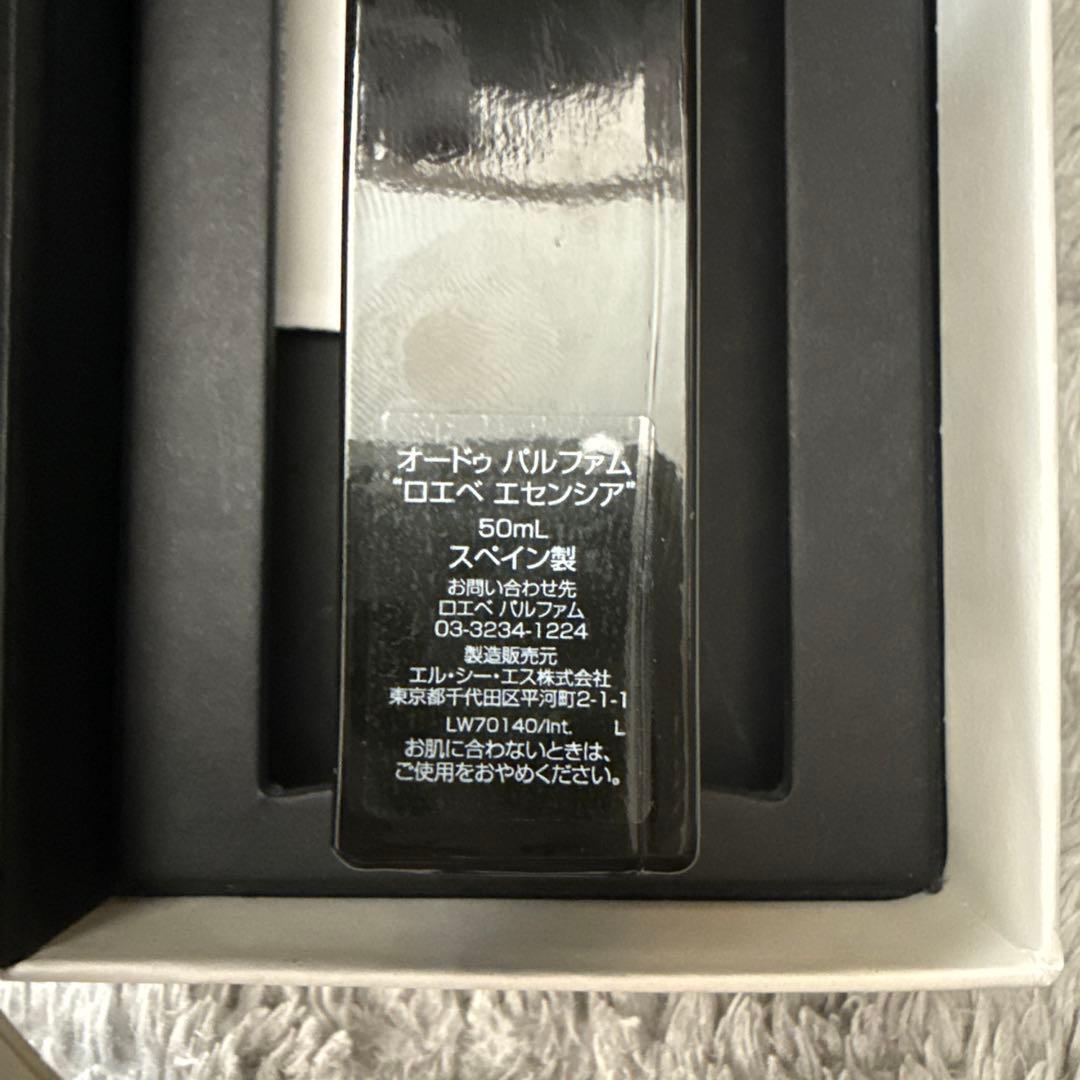 オードゥ パルファム
“ロエベ エセンシア”
50mL
スペイン製
お問い合わせ先
ロエベ パルファム
03-3234-1224
製造販売元
エル・シー・エス株式会社
東京都千代田区平河町2-1-1
LW70140/Int. L
お肌に合わないときは、
ご使用をおやめください。